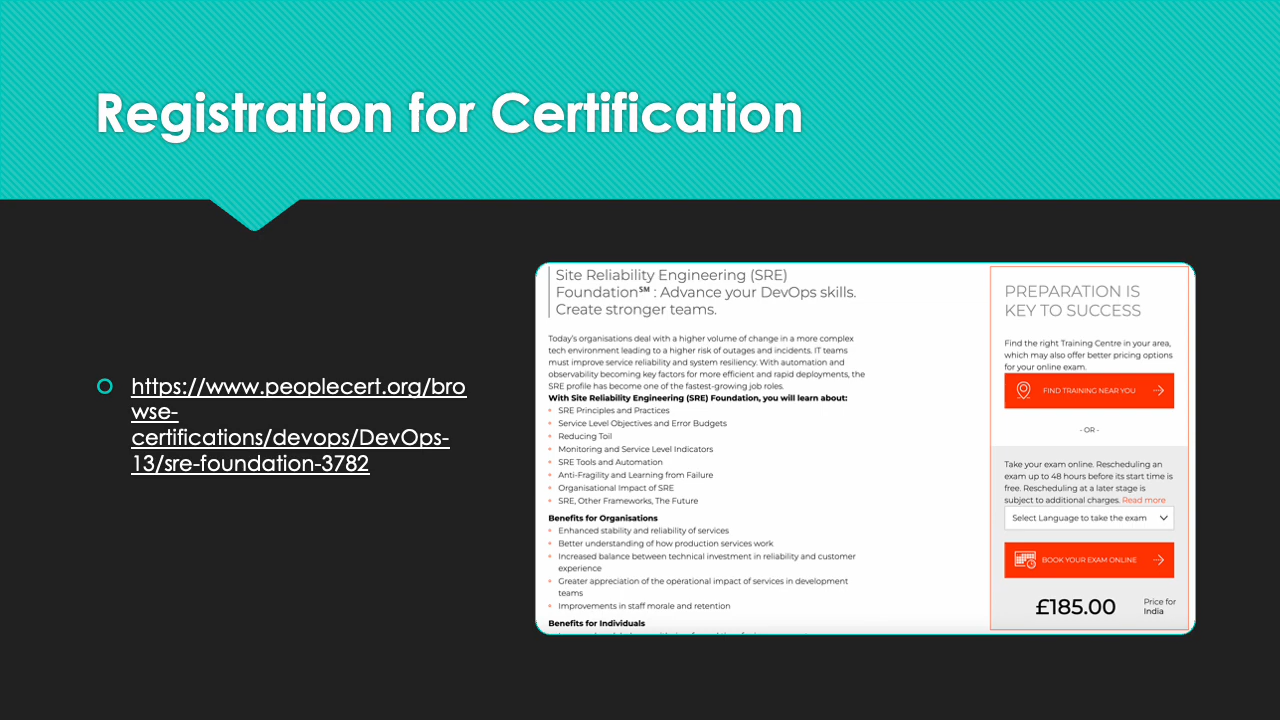 Registration for Certification
https://www.peoplecert.org/bro
wse-
certifications/devops/DevOps-
13/sre-foundation-3782
Site Reliability Engineering (SRE)
Foundation℠ : Advance your DevOps skills.
Create stronger teams.
Today's organisations deal with a higher volume of change in a more complex
tech environment leading to a higher risk of outages and incidents. IT teams
must improve service reliability and system resiliency. With automation and
observability becoming key factors for more efficient and rapid deployments, the
SRE profile has become one of the fastest-growing job roles.
With Site Reliability Engineering (SRE) Foundation, you will learn about:
SRE Principles and Practices
Service Level Objectives and Error Budgets
Reducing Toil
Monitoring and Service Level Indicators
SRE Tools and Automation
Anti-Fragility and Learning from Failure
Organisational Impact of SRE
SRE, Other Frameworks, The Future
Benefits for Organisations
Enhanced stability and reliability of services
Better understanding of how production services work
Increased balance between technical investment in reliability and customer
experience
Greater appreciation of the operational impact of services in development
teams
Improvements in staff morale and retention
Benefits for Individuals
PREPARATION IS
KEY TO SUCCESS
Find the right Training Centre in your area,
which may also offer better pricing options
for your online exam.
FIND TRAINING NEAR YOU
- OR -
Take your exam online. Rescheduling an
exam up to 48 hours before its start time is
free. Rescheduling at a later stage is
subject to additional charges. Read more
Select Language to take the exam
BOOK YOUR EXAM ONLINE
£185.00
Price for
India